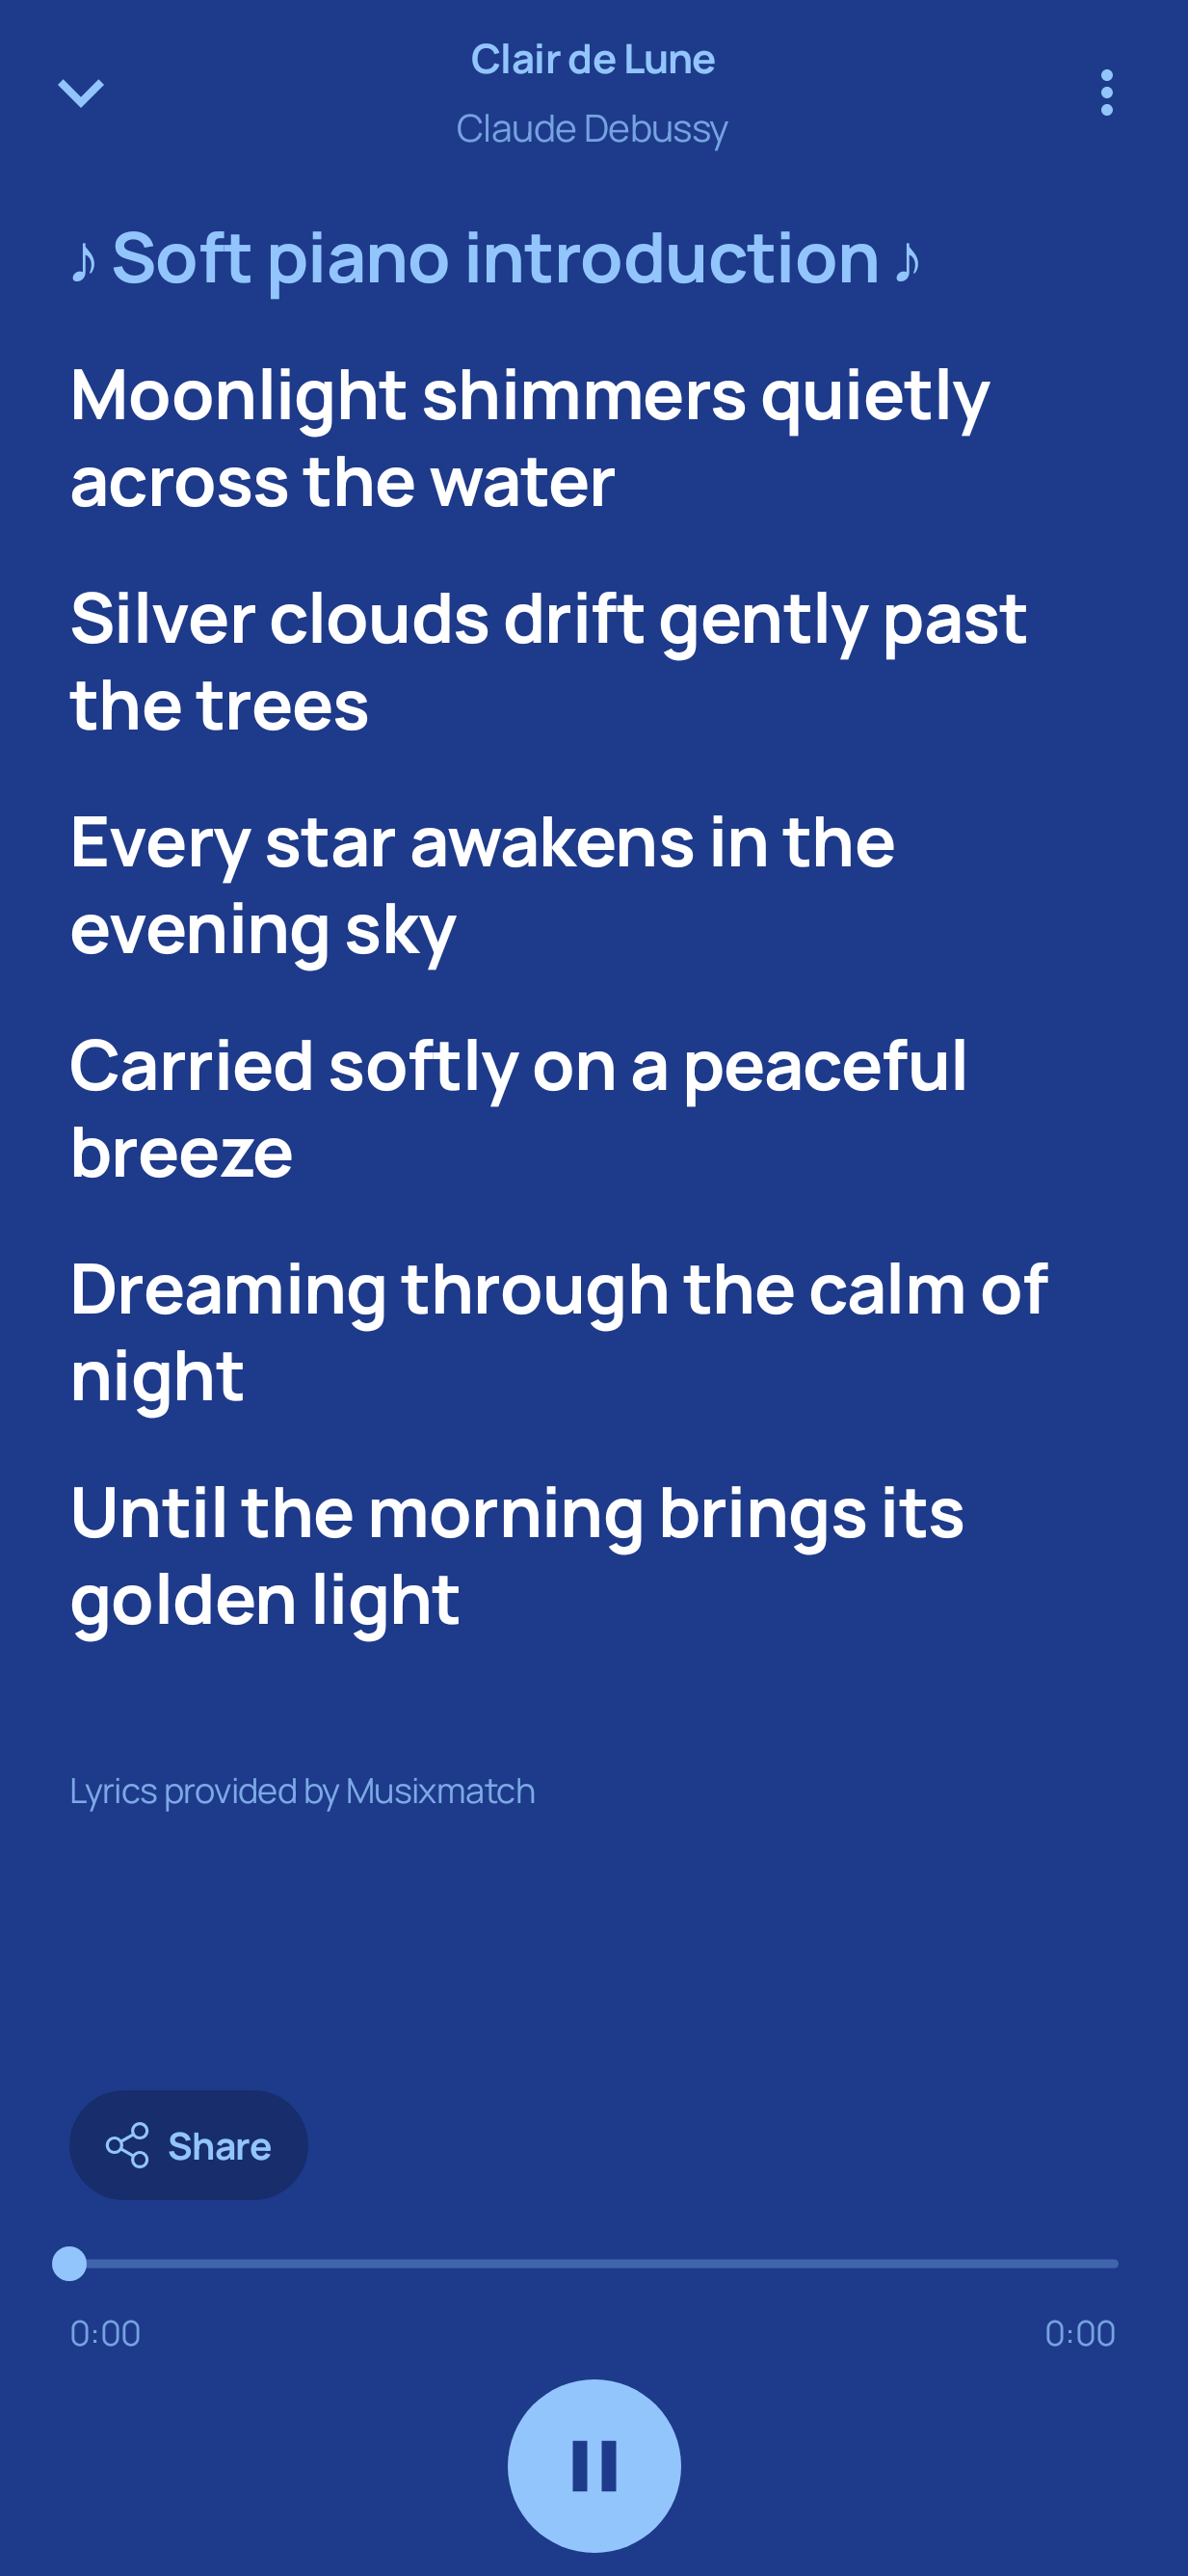 Clair de Lune
Claude Debussy
♪ Soft piano introduction ♪
Moonlight shimmers quietly
across the water
Silver clouds drift gently past
the trees
Every star awakens in the
evening sky
Carried softly on a peaceful
breeze
Dreaming through the calm of
night
Until the morning brings its
golden light
Lyrics provided by Musixmatch
Share
0:00
0:00